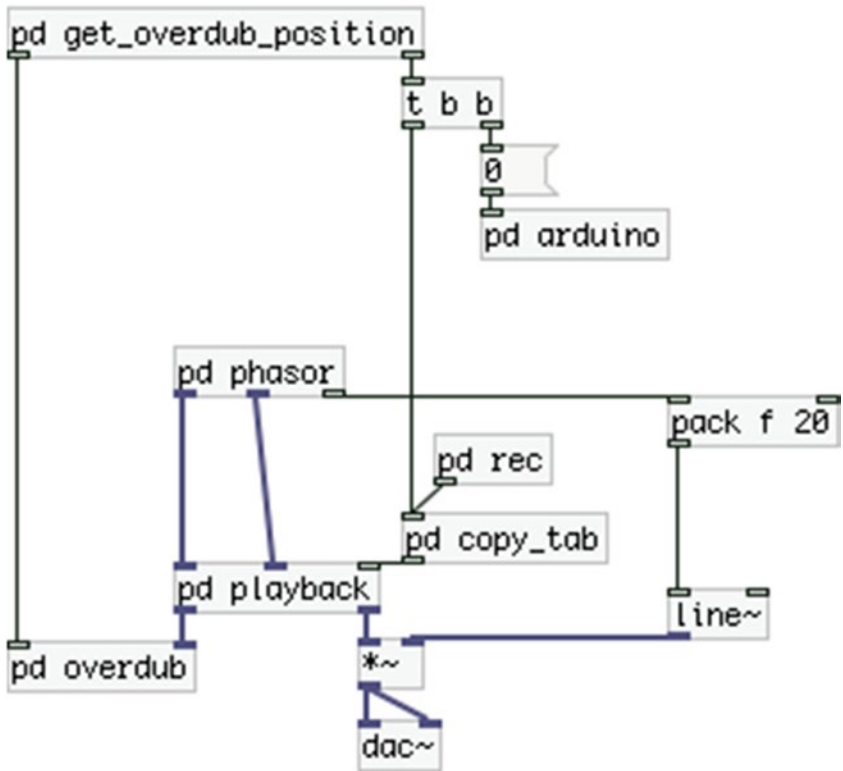 pd get_overdub_position
t b b
0
pd arduino
pd phasor
pack f 20
pd rec
pd copy_tab
pd playback
line~
pd overdub
*~
dac~